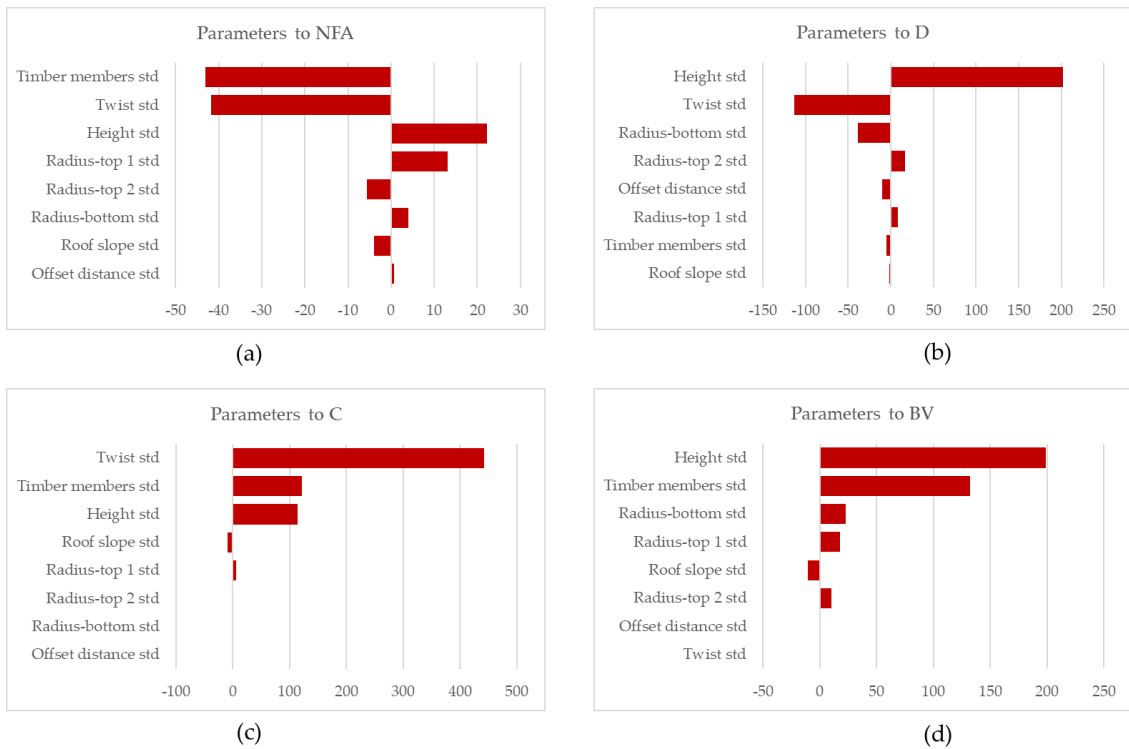 Parameters to NFA
Timber members std
Twist std
Height std
Radius-top 1 std
Radius-top 2 std
Radius-bottom std
Roof slope std
Offset distance std
-50 -40 -30 -20 -10 0 10 20 30
(a)
Parameters to D
Height std
Twist std
Radius-bottom std
Radius-top 2 std
Offset distance std
Radius-top 1 std
Timber members std
Roof slope std
-150 -100 -50 0 50 100 150 200 250
(b)
Parameters to C
Twist std
Timber members std
Height std
Roof slope std
Radius-top 1 std
Radius-top 2 std
Radius-bottom std
Offset distance std
-100 0 100 200 300 400 500
(c)
Parameters to BV
Height std
Timber members std
Radius-bottom std
Radius-top 1 std
Roof slope std
Radius-top 2 std
Offset distance std
Twist std
-50 0 50 100 150 200 250
(d)